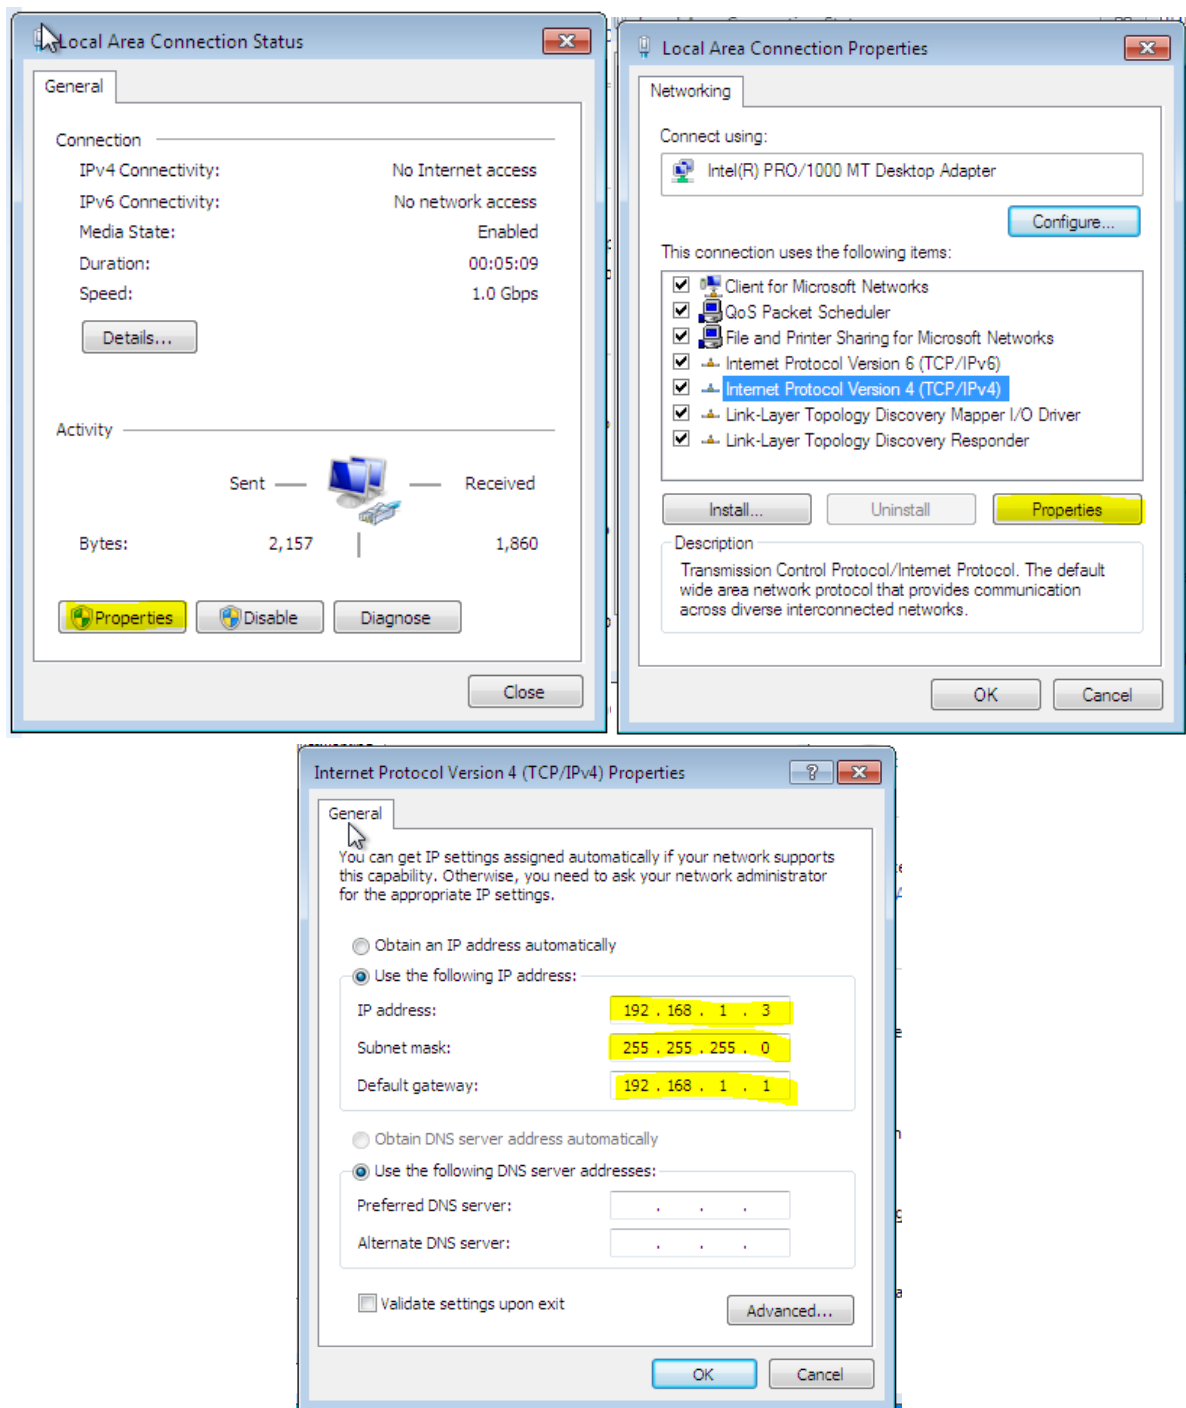 Local Area Connection Status
General
Connection
IPv4 Connectivity: No Internet access
IPv6 Connectivity: No network access
Media State: Enabled
Duration: 00:05:09
Speed: 1.0 Gbps
Details...
Activity
Sent Received
Bytes: 2,157 1,860
Properties Disable Diagnose
Close
Local Area Connection Properties
Networking
Connect using:
Intel(R) PRO/1000 MT Desktop Adapter
Configure...
This connection uses the following items:
Client for Microsoft Networks
QoS Packet Scheduler
File and Printer Sharing for Microsoft Networks
Internet Protocol Version 6 (TCP/IPv6)
Internet Protocol Version 4 (TCP/IPv4)
Link-Layer Topology Discovery Mapper I/O Driver
Link-Layer Topology Discovery Responder
Install... Uninstall Properties
Description
Transmission Control Protocol/Internet Protocol. The default
wide area network protocol that provides communication
across diverse interconnected networks.
OK Cancel
Internet Protocol Version 4 (TCP/IPv4) Properties
General
You can get IP settings assigned automatically if your network supports
this capability. Otherwise, you need to ask your network administrator
for the appropriate IP settings.
Obtain an IP address automatically
Use the following IP address:
IP address: 192 . 168 . 1 . 3
Subnet mask: 255 . 255 . 255 . 0
Default gateway: 192 . 168 . 1 . 1
Obtain DNS server address automatically
Use the following DNS server addresses:
Preferred DNS server: . . .
Alternate DNS server: . . .
Validate settings upon exit
Advanced...
OK Cancel